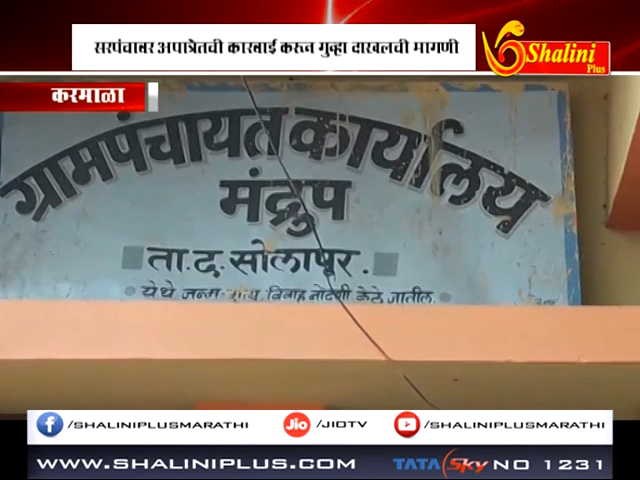 सरपंचावर अपात्रेतची कारवाई करून गुन्हा दाखलची मागणी
Shalini
Plus
करमाळा
ग्रामपंचायत कार्यालय
मंद्रुप
ता.द.सोलापूर.
येथे जन्म-मृत्यू, विवाह नोंदणी केले जातील.
/SHALINIPLUSMARATHI
Jio /JIOTV
/SHALINIPLUSMARATHI
WWW.SHALINIPLUS.COM
TATA Sky NO 1231